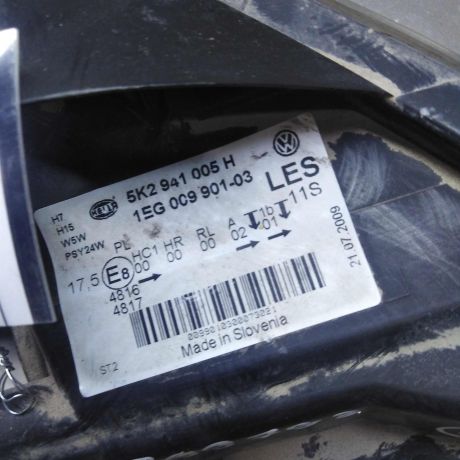 5K2 941 005 H
1EG 009 901-03
LES
11S
H7
H15
W5W
PSY24W
PL HC1 HR RL A 1b
17,5 E8 00 00 00 02 01
4816
4817
21.07.2009
Made in Slovenia
ST2
HELLA